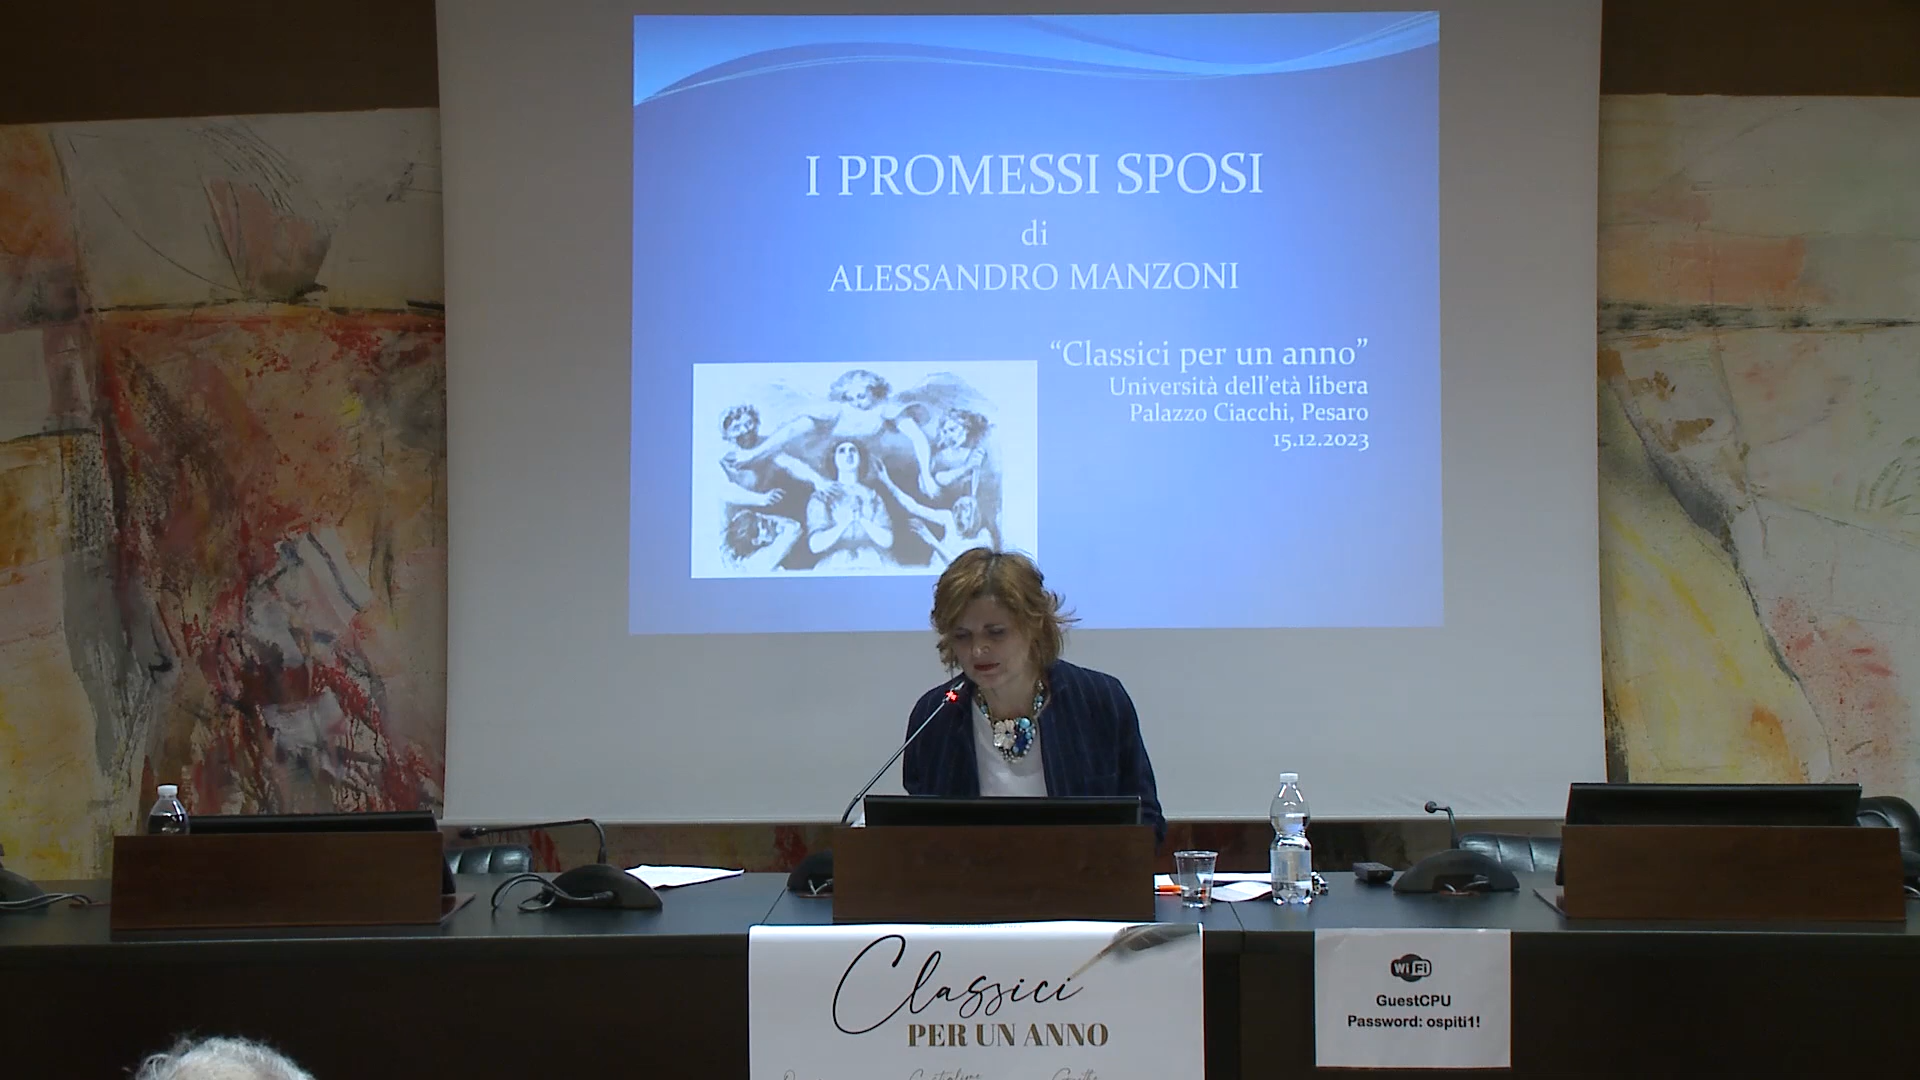 I PROMESSI SPOSI
di
ALESSANDRO MANZONI
“Classici per un anno”
Università dell’età libera
Palazzo Ciacchi, Pesaro
15.12.2023
Classici
PER UN ANNO
WiFi
GuestCPU
Password: ospiti1!